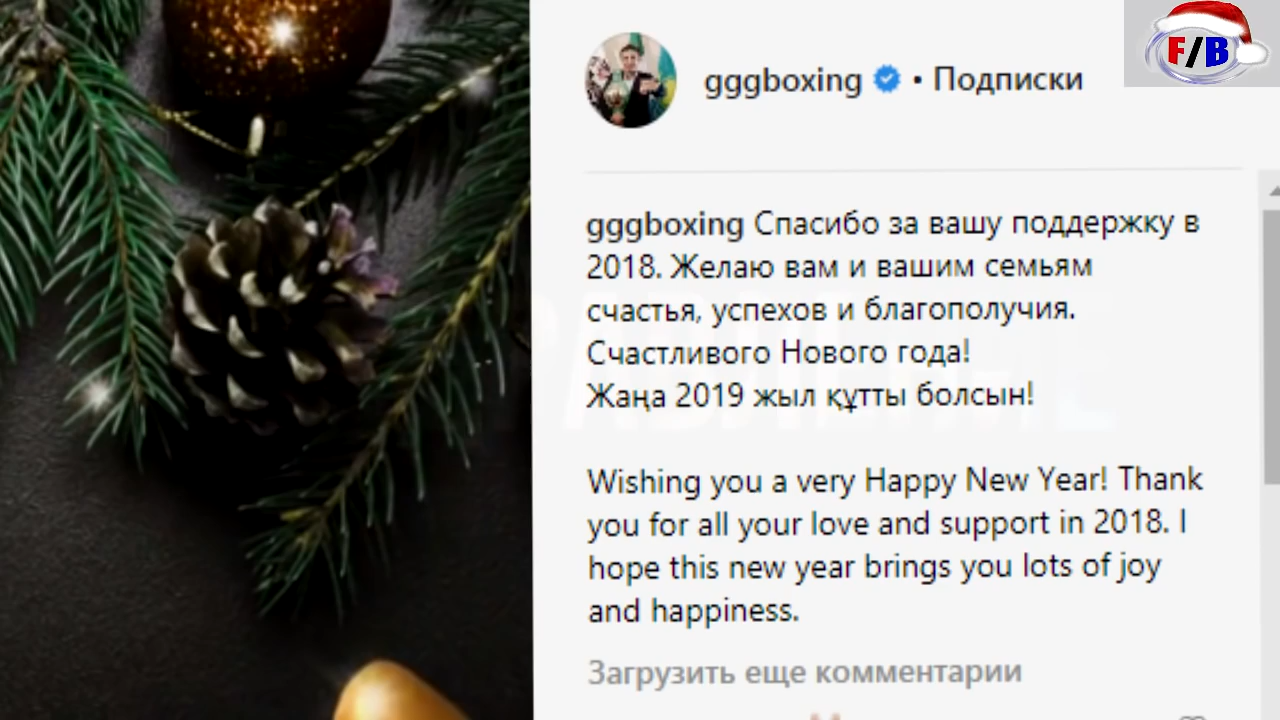 F/B
gggboxing • Подписки
gggboxing Спасибо за вашу поддержку в
2018. Желаю вам и вашим семьям
счастья, успехов и благополучия.
Счастливого Нового года!
Жаңа 2019 жыл құтты болсын!
Wishing you a very Happy New Year! Thank
you for all your love and support in 2018. I
hope this new year brings you lots of joy
and happiness.
Загрузить еще комментарии